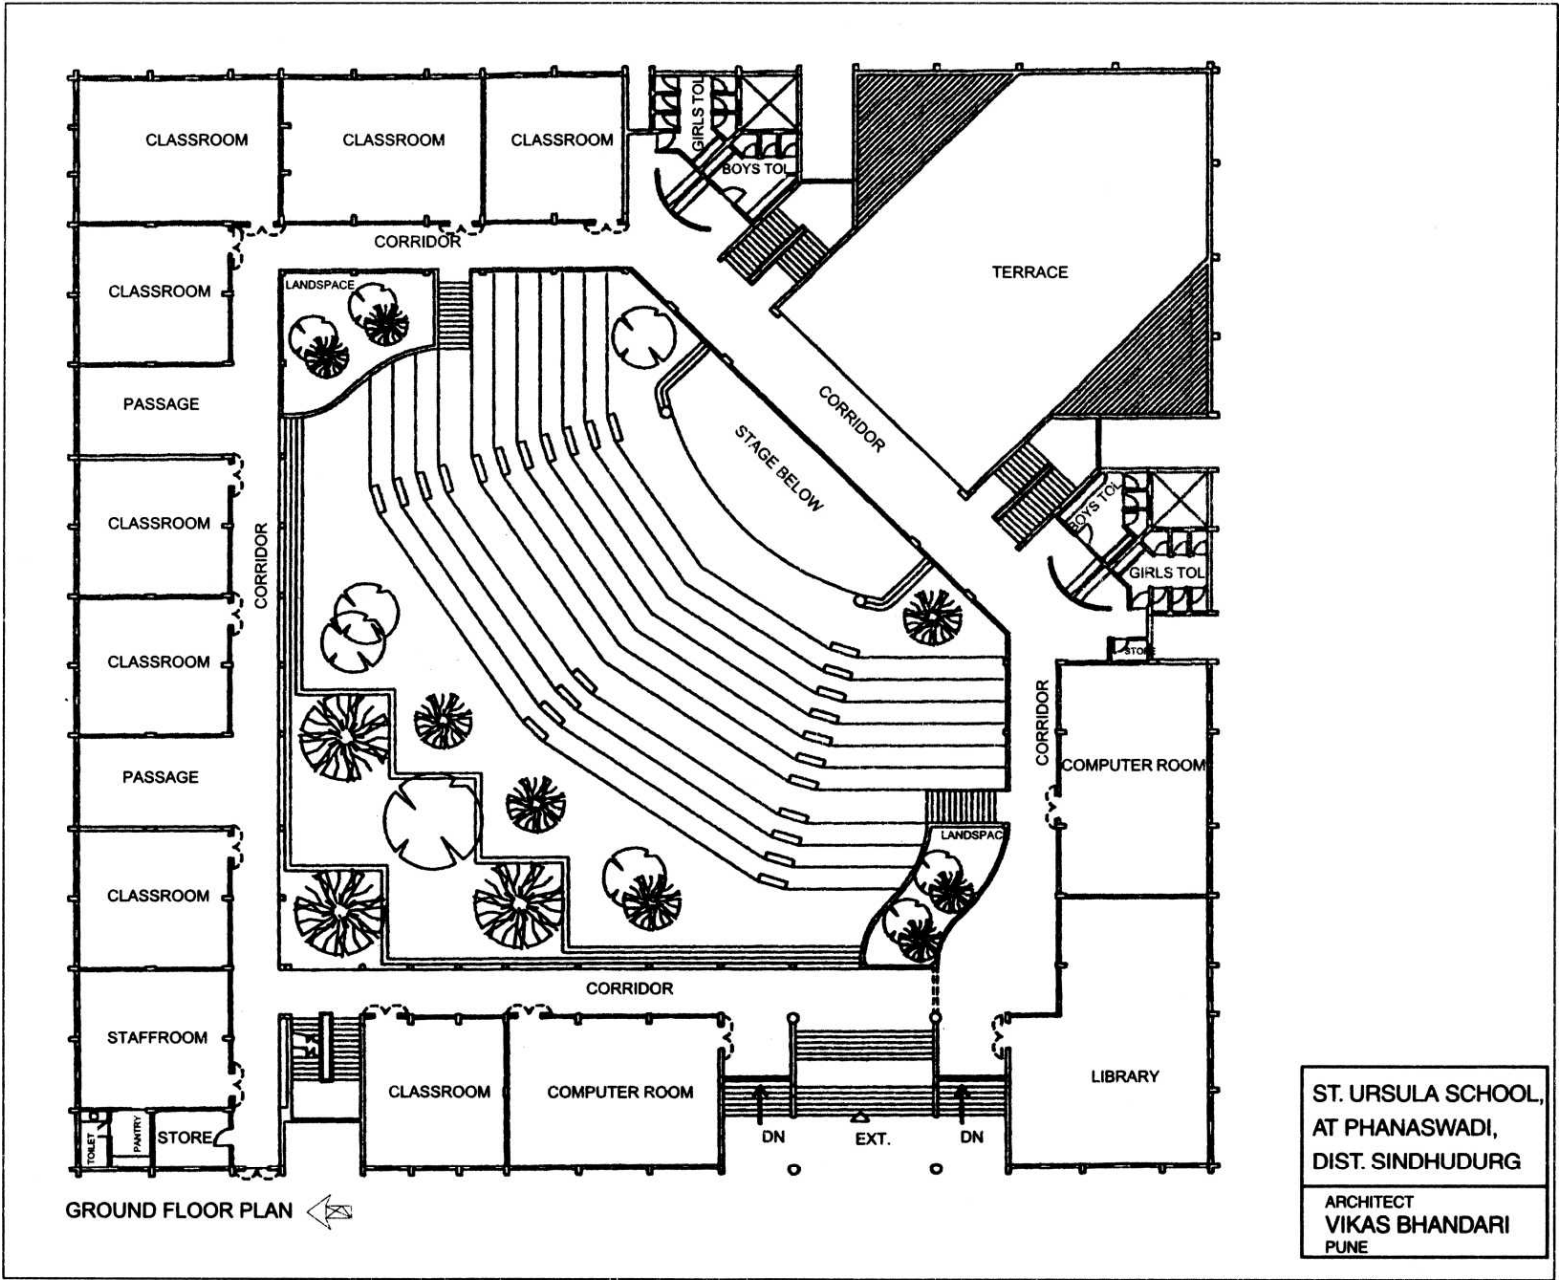 CLASSROOM
CLASSROOM
CLASSROOM
GIRLS TOL
BOYS TOL
CORRIDOR
CLASSROOM
LANDSPACE
TERRACE
PASSAGE
CORRIDOR
STAGE BELOW
CLASSROOM
CORRIDOR
BOYS TOL
GIRLS TOL
STORE
CLASSROOM
CORRIDOR
COMPUTER ROOM
PASSAGE
LANDSPAC
CLASSROOM
CORRIDOR
STAFFROOM
CLASSROOM
COMPUTER ROOM
LIBRARY
TOILET
PANTRY
STORE
DN
EXT.
DN
GROUND FLOOR PLAN
ST. URSULA SCHOOL,
AT PHANASWADI,
DIST. SINDHUDURG
ARCHITECT
VIKAS BHANDARI
PUNE